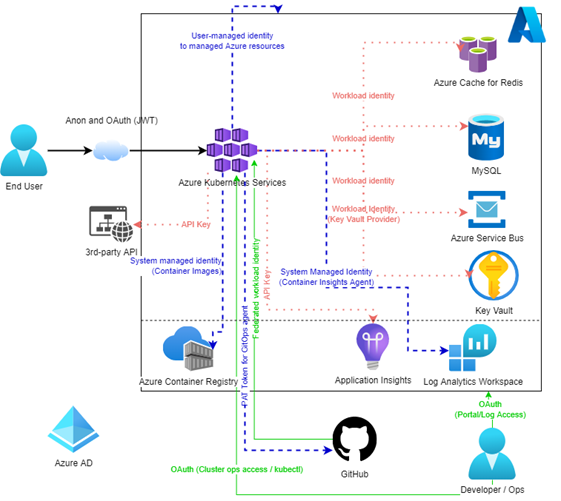 User-managed identity
to managed Azure resources
Azure Cache for Redis
Workload identity
Anon and OAuth (JWT)
Workload identity
My
MySQL
End User
Azure Kubernetes Services
Workload identity
Workload Identity
(Key Vault Provider)
API Key
Azure Service Bus
3rd-party API
System managed identity
(Container Images)
Federated workload identity
API Key
System Managed Identity
(Container Insights Agent)
Key Vault
PAT Token for GitOps agent
Azure Container Registry
Application Insights
Log Analytics Workspace
OAuth
(Portal/Log Access)
Azure AD
OAuth (Cluster ops access / kubectl)
GitHub
Developer / Ops